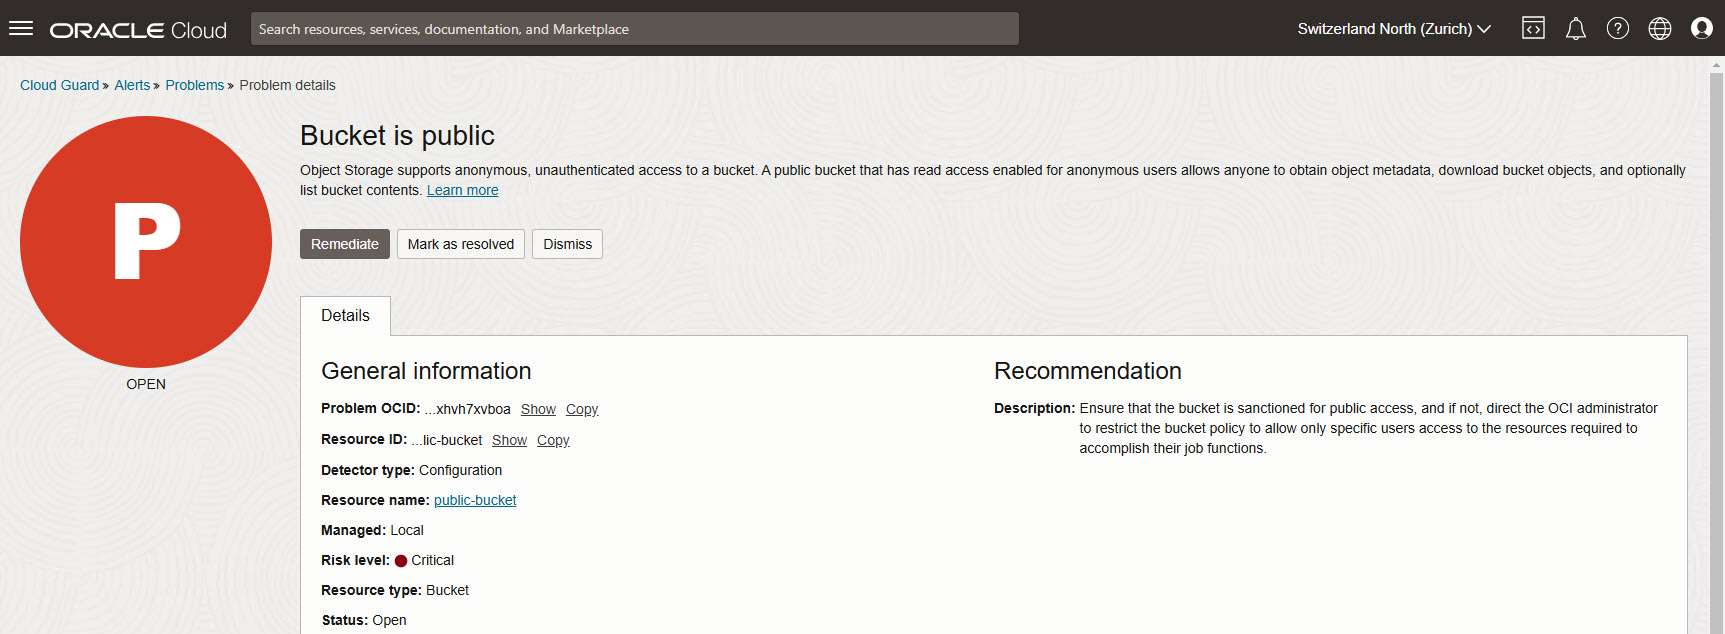 ORACLE Cloud
Search resources, services, documentation, and Marketplace
Switzerland North (Zurich)
Cloud Guard » Alerts » Problems » Problem details
P
OPEN
Bucket is public
Object Storage supports anonymous, unauthenticated access to a bucket. A public bucket that has read access enabled for anonymous users allows anyone to obtain object metadata, download bucket objects, and optionally
list bucket contents. Learn more
Remediate Mark as resolved Dismiss
Details
General information
Problem OCID: ...xhvh7xvboa Show Copy
Resource ID: ...lic-bucket Show Copy
Detector type: Configuration
Resource name: public-bucket
Managed: Local
Risk level: Critical
Resource type: Bucket
Status: Open
Recommendation
Description: Ensure that the bucket is sanctioned for public access, and if not, direct the OCI administrator
to restrict the bucket policy to allow only specific users access to the resources required to
accomplish their job functions.